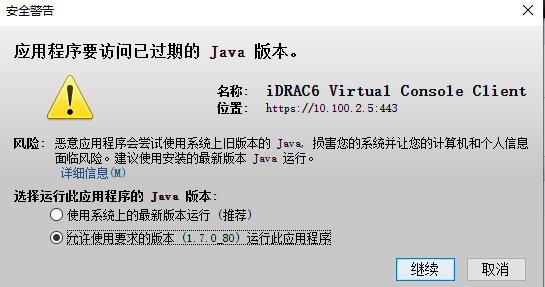 安全警告
应用程序要访问已过期的 Java 版本。
名称: iDRAC6 Virtual Console Client
位置: https://10.100.2.5:443
风险: 恶意应用程序会尝试使用系统上旧版本的 Java, 损害您的系统并让您的计算机和个人信息
面临风险。建议使用安装的最新版本 Java 运行。
详细信息(M)
选择运行此应用程序的 Java 版本:
使用系统上的最新版本运行 (推荐)
允许使用要求的版本 (1.7.0_80) 运行此应用程序
继续 取消